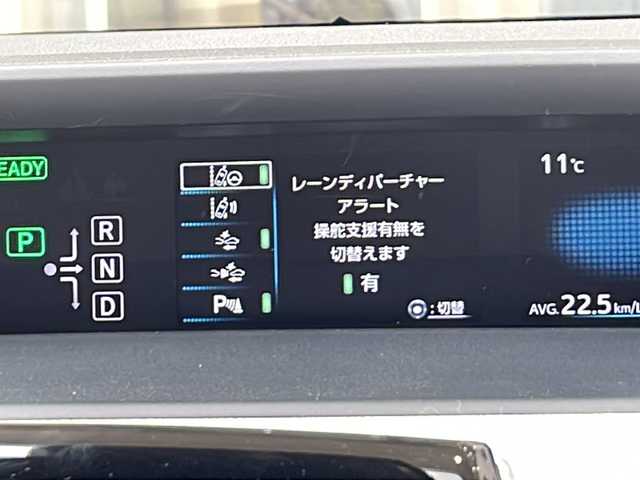 READY
P
R
N
D
P
レーンディパーチャー
アラート
操舵支援有無を
切替えます
有
:切替
11℃
AVG.22.5km/L